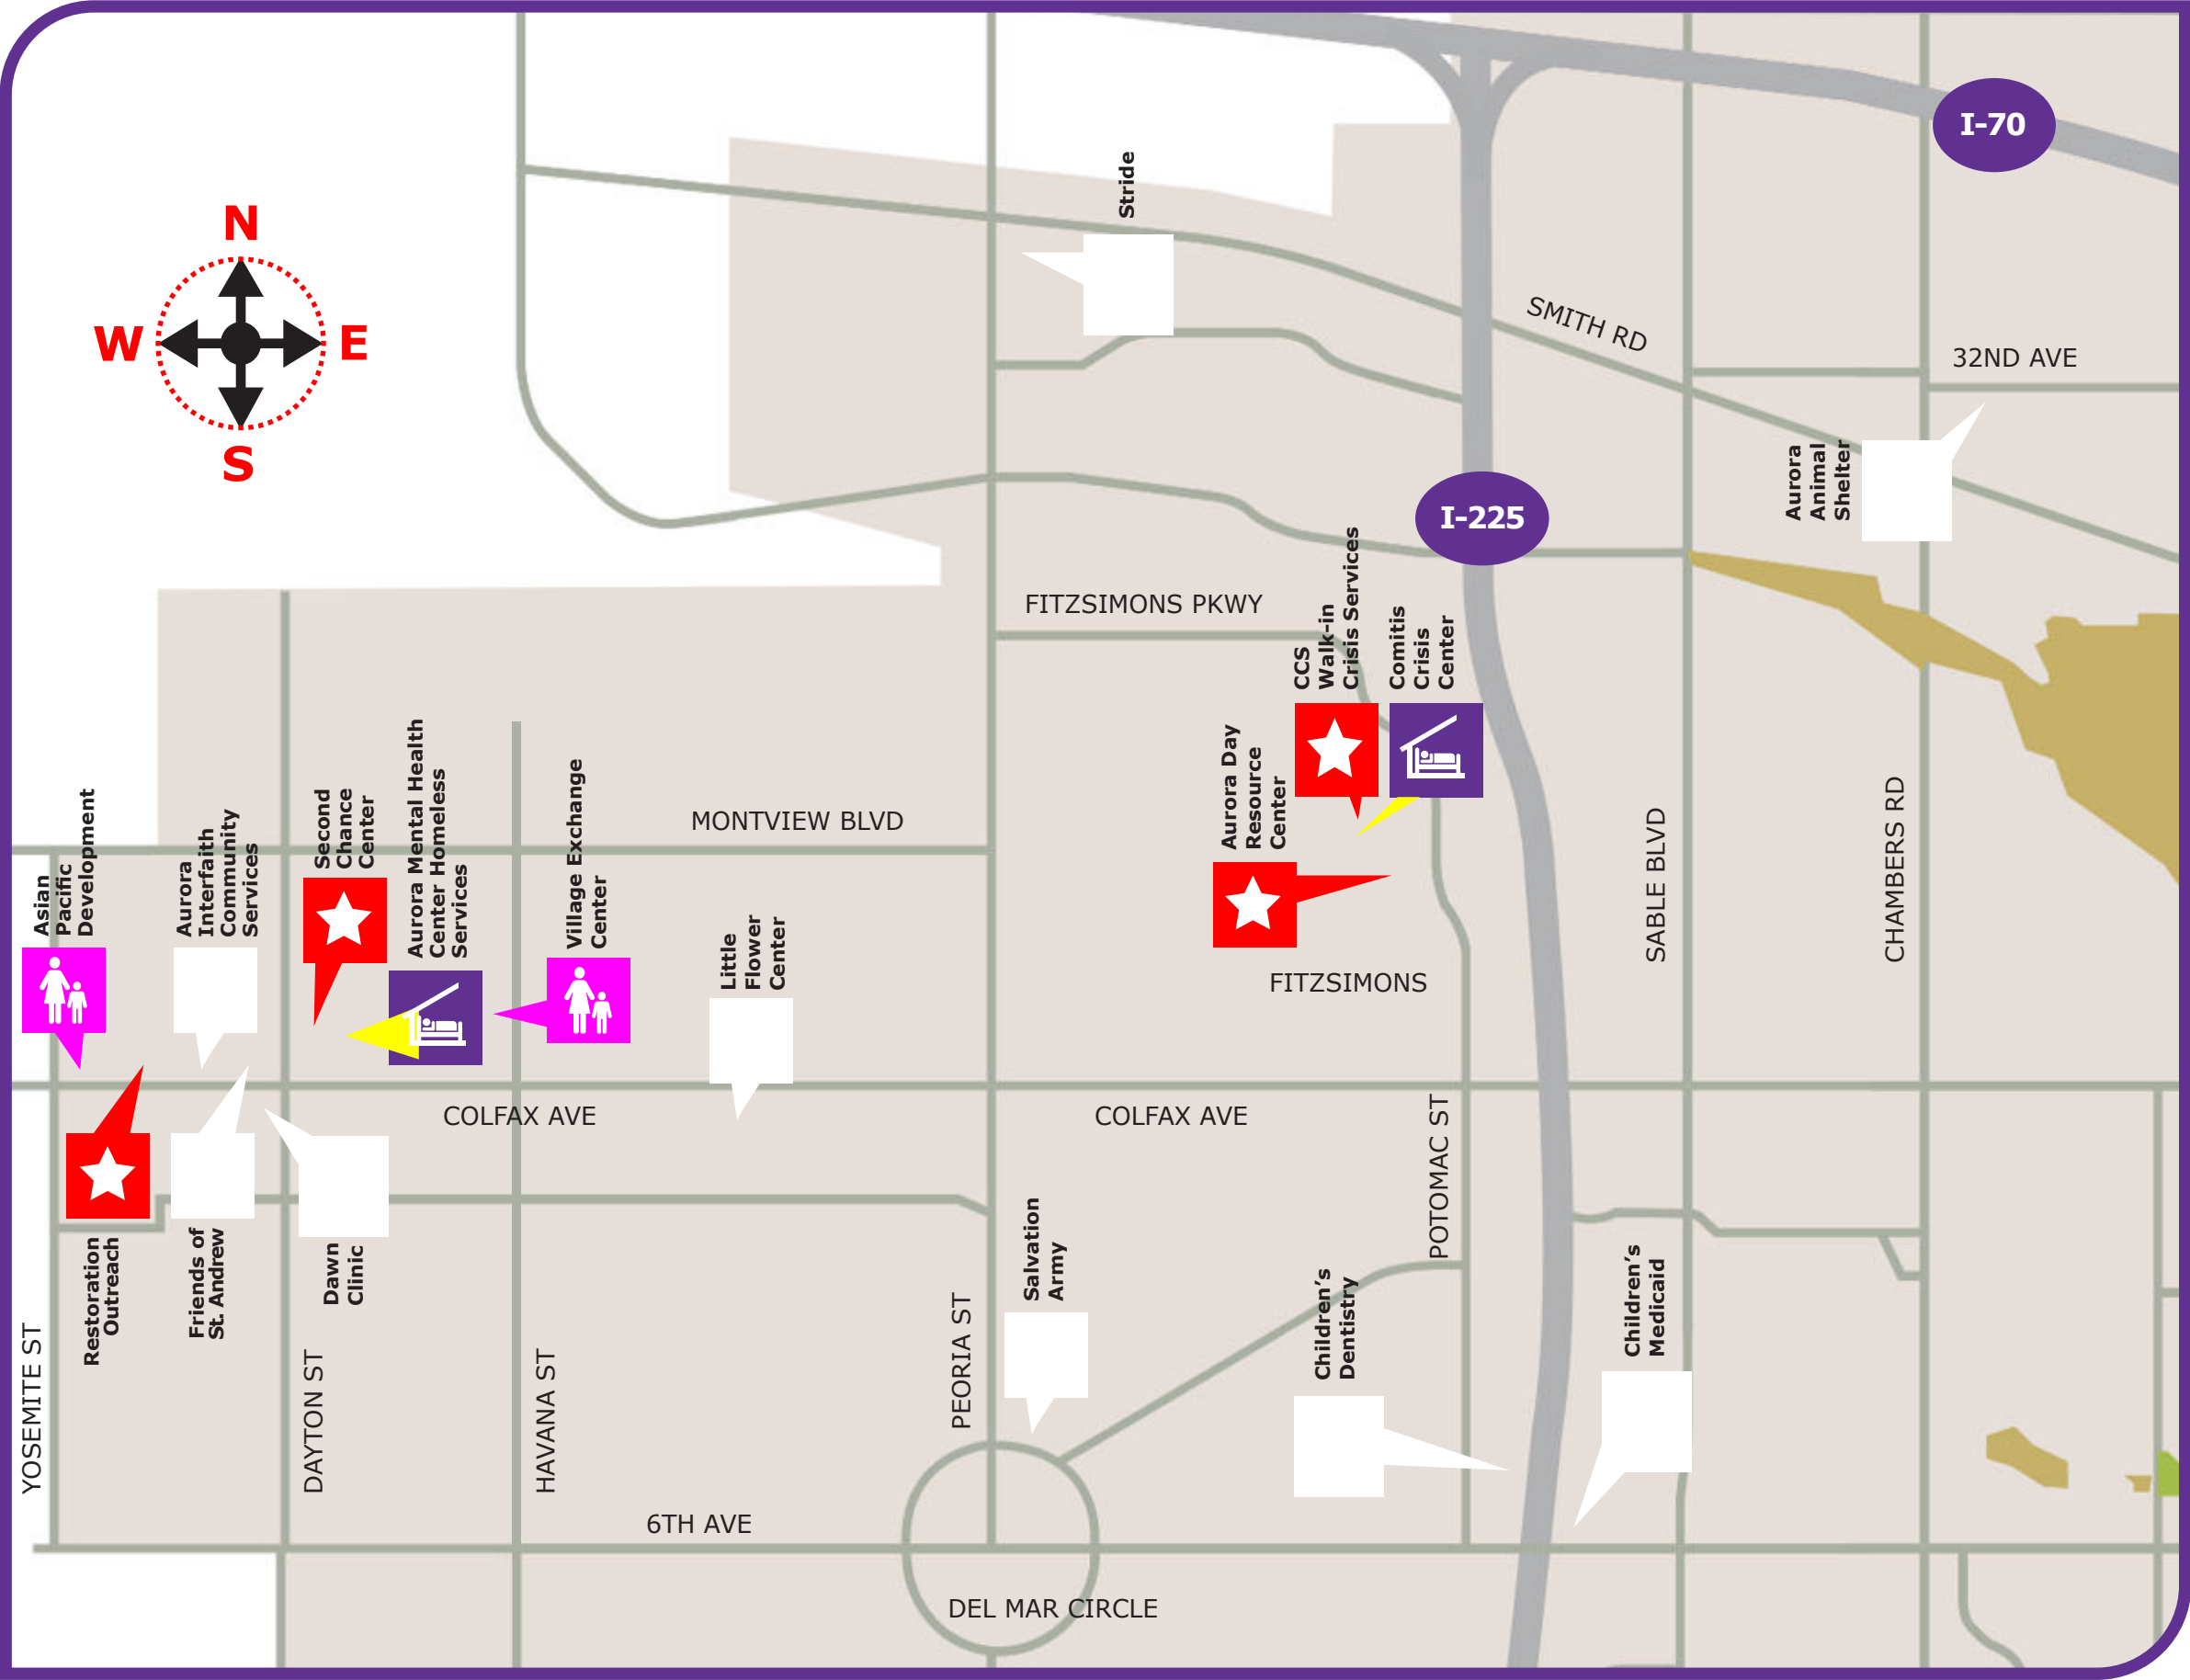 I-70
Stride
N
W
E
S
SMITH RD
32ND AVE
Aurora
Animal
Shelter
I-225
FITZSIMONS PKWY
CCS
Walk-in
Crisis Services
Comitis
Crisis
Center
Aurora Day
Resource
Center
MONTVIEW BLVD
Asian
Pacific
Development
Aurora
Interfaith
Community
Services
Second
Chance
Center
Aurora Mental Health
Center Homeless
Services
Village Exchange
Center
Little
Flower
Center
FITZSIMONS
SABLE BLVD
CHAMBERS RD
COLFAX AVE
COLFAX AVE
POTOMAC ST
Restoration
Outreach
Friends of
St. Andrew
Dawn
Clinic
Salvation
Army
Children's
Dentistry
Children's
Medicaid
YOSEMITE ST
DAYTON ST
HAVANA ST
PEORIA ST
6TH AVE
DEL MAR CIRCLE